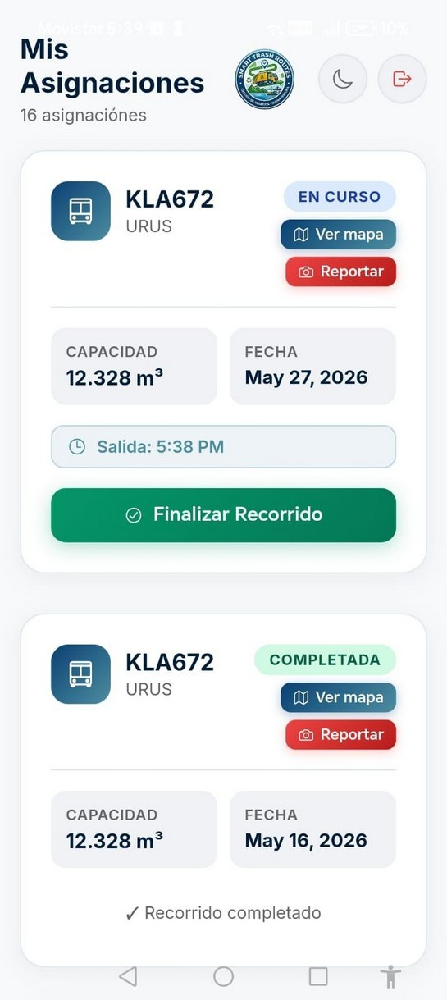 Movistar 5:39
10%
Mis
Asignaciones
16 asignaciónes
SMART TRASH ROUTES
KLA672
URUS
EN CURSO
Ver mapa
Reportar
CAPACIDAD
12.328 m³
FECHA
May 27, 2026
Salida: 5:38 PM
Finalizar Recorrido
KLA672
URUS
COMPLETADA
Ver mapa
Reportar
CAPACIDAD
12.328 m³
FECHA
May 16, 2026
✓ Recorrido completado